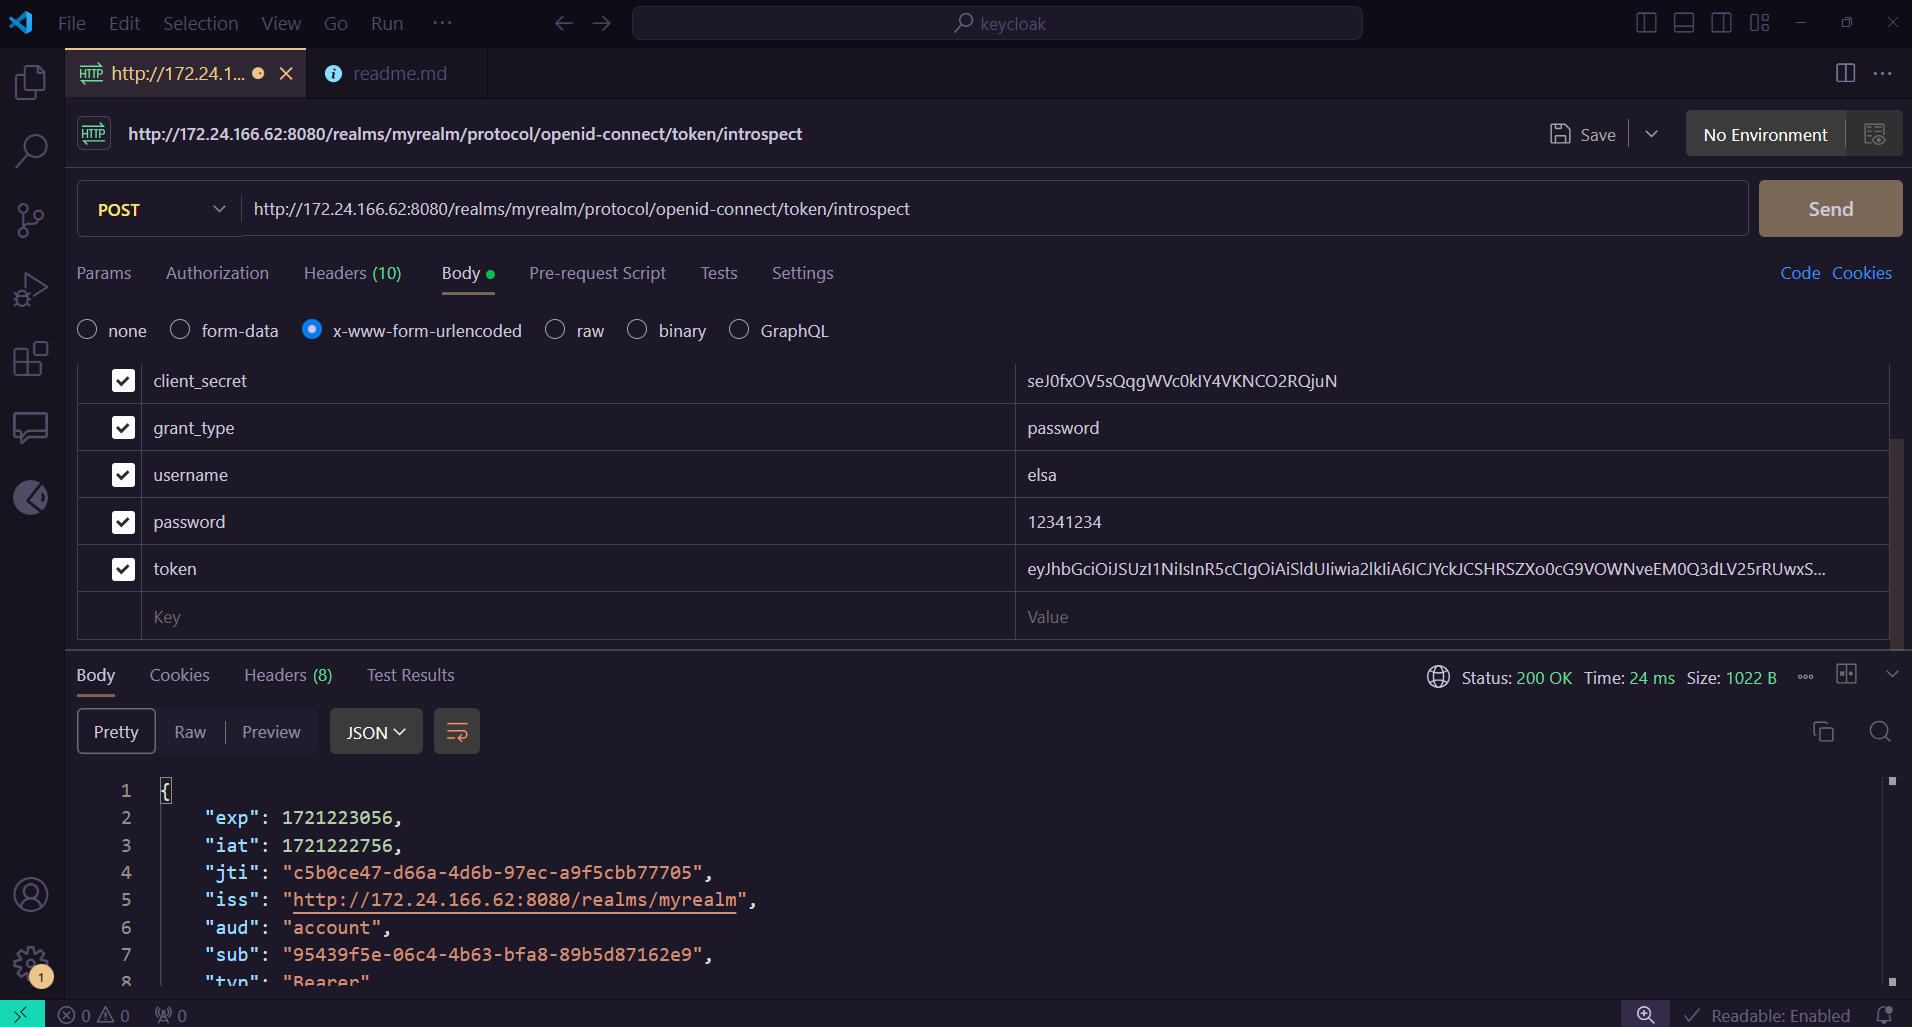 File Edit Selection View Go Run ··· keycloak
http://172.24.1... readme.md
http://172.24.166.62:8080/realms/myrealm/protocol/openid-connect/token/introspect Save No Environment
POST http://172.24.166.62:8080/realms/myrealm/protocol/openid-connect/token/introspect Send
Params Authorization Headers (10) Body Pre-request Script Tests Settings Code Cookies
none form-data x-www-form-urlencoded raw binary GraphQL
client_secret seJ0fxOV5sQqgWVc0kIY4VKNCO2RQjuN
grant_type password
username elsa
password 12341234
token eyJhbGciOiJSUzI1NiIsInR5cCIgOiAiSldUIiwia2lkIiA6ICJYckJCSHRSZXo0cG9VOWNveEM0Q3dLV25rRUwxS...
Key Value
Body Cookies Headers (8) Test Results Status: 200 OK Time: 24 ms Size: 1022 B
Pretty Raw Preview JSON
1 {
2 "exp": 1721223056,
3 "iat": 1721222756,
4 "jti": "c5b0ce47-d66a-4d6b-97ec-a9f5cbb77705",
5 "iss": "http://172.24.166.62:8080/realms/myrealm",
6 "aud": "account",
7 "sub": "95439f5e-06c4-4b63-bfa8-89b5d87162e9",
8 "typ": "Bearer"
1
0 0 0 Readable: Enabled